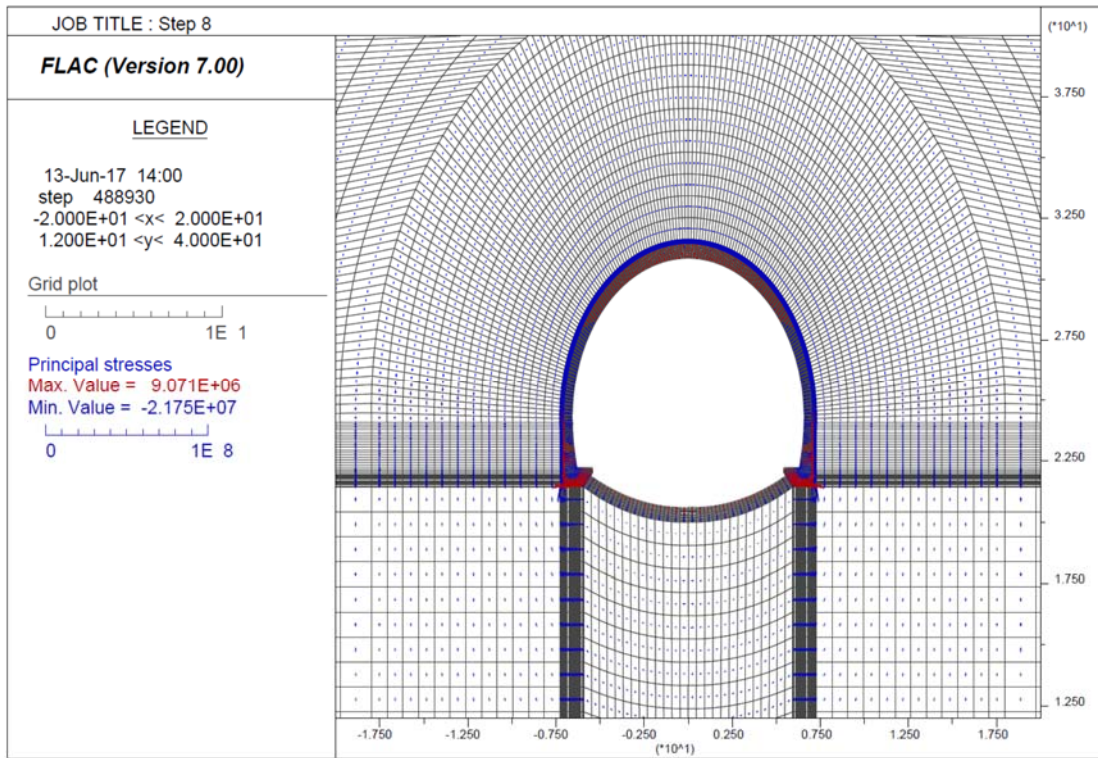 JOB TITLE : Step 8
FLAC (Version 7.00)
LEGEND
13-Jun-17 14:00
step 488930
-2.000E+01 <x< 2.000E+01
1.200E+01 <y< 4.000E+01
Grid plot
0 1E 1
Principal stresses
Max. Value = 9.071E+06
Min. Value = -2.175E+07
0 1E 8
(*10^1)
3.750
3.250
2.750
2.250
1.750
1.250
-1.750 -1.250 -0.750 -0.250 0.250 0.750 1.250 1.750
(*10^1)